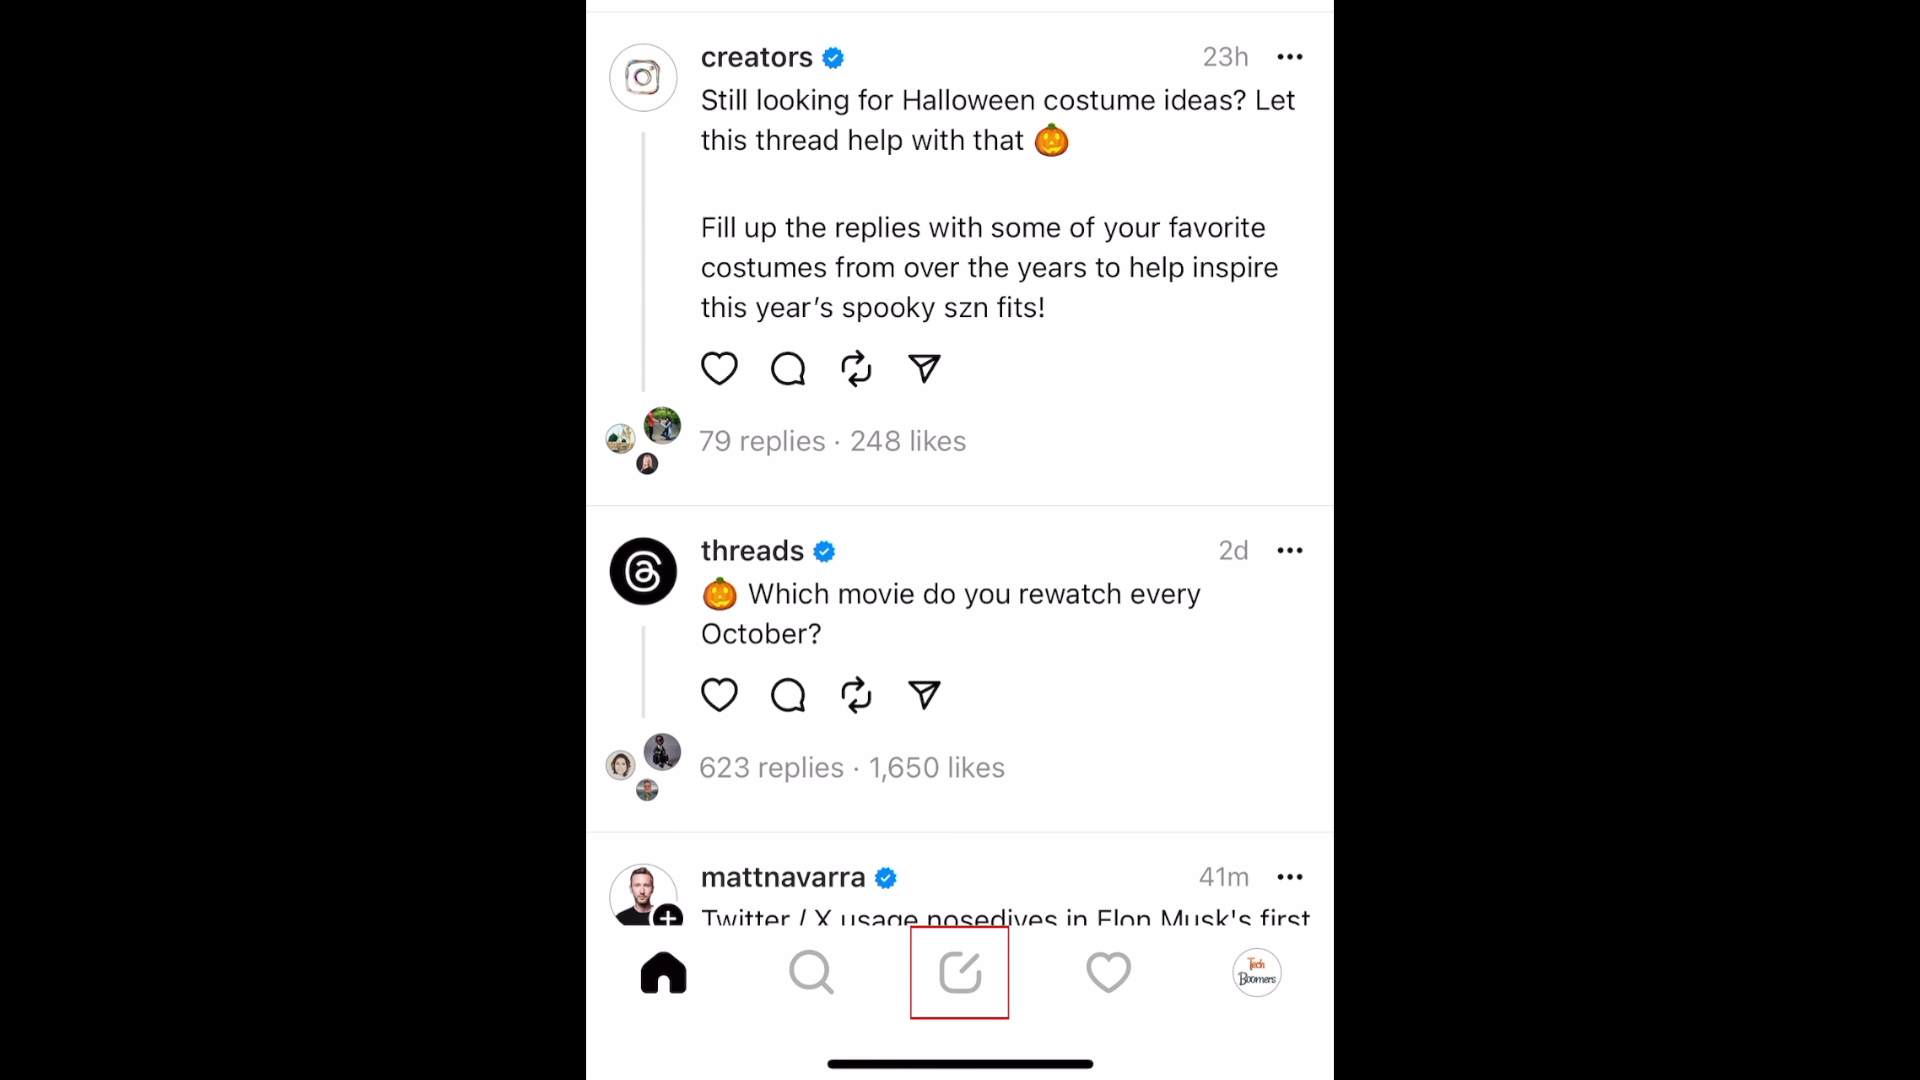 creators 23h
Still looking for Halloween costume ideas? Let
this thread help with that 🎃
Fill up the replies with some of your favorite
costumes from over the years to help inspire
this year’s spooky szn fits!
79 replies · 248 likes
threads 2d
🎃 Which movie do you rewatch every
October?
623 replies · 1,650 likes
mattnavarra 41m
Twitter / X usage nosedives in Elon Musk's first
Tech
Boomers